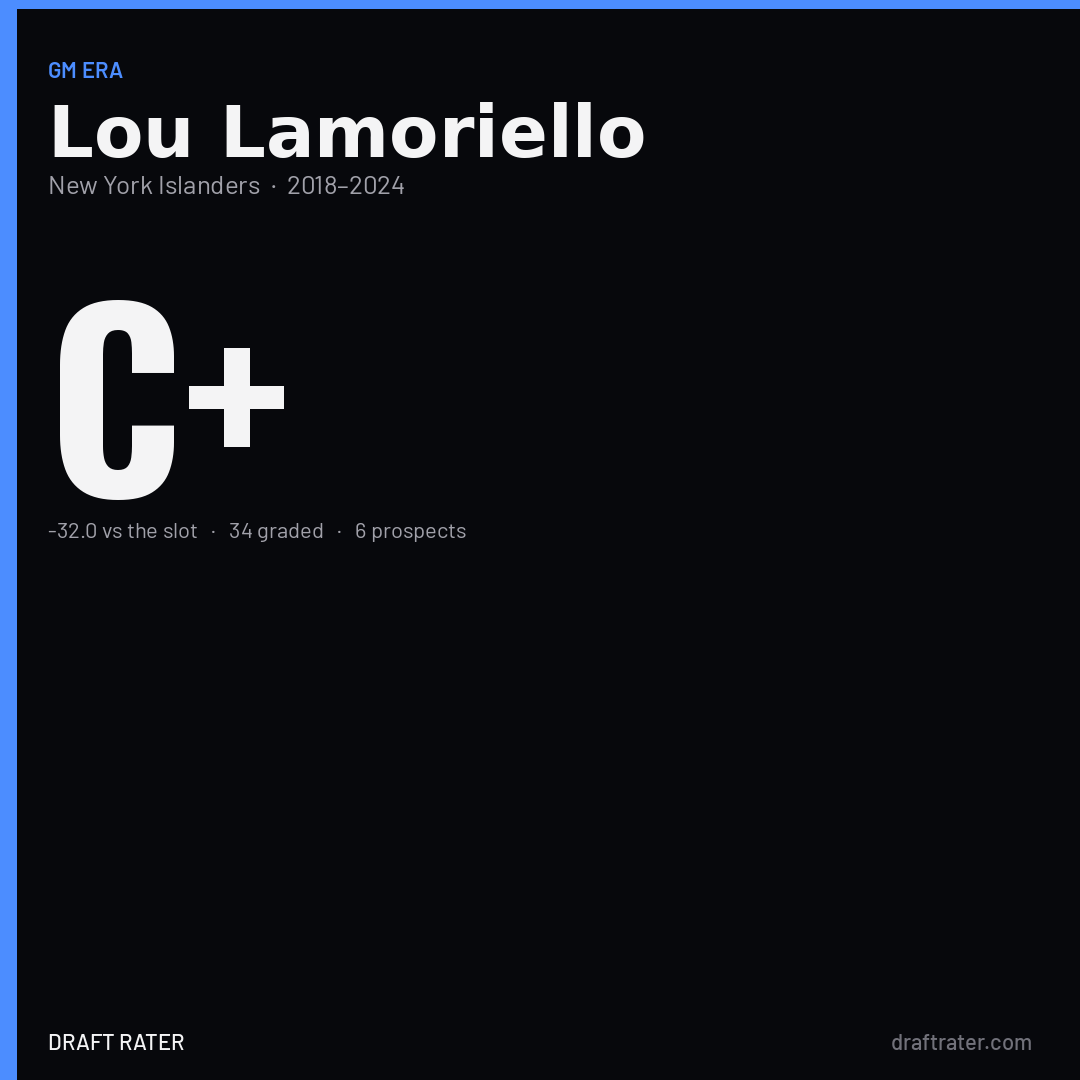 GM ERA
Lou Lamoriello
New York Islanders · 2018–2024
C+
-32.0 vs the slot · 34 graded · 6 prospects
DRAFT RATER
draftrater.com